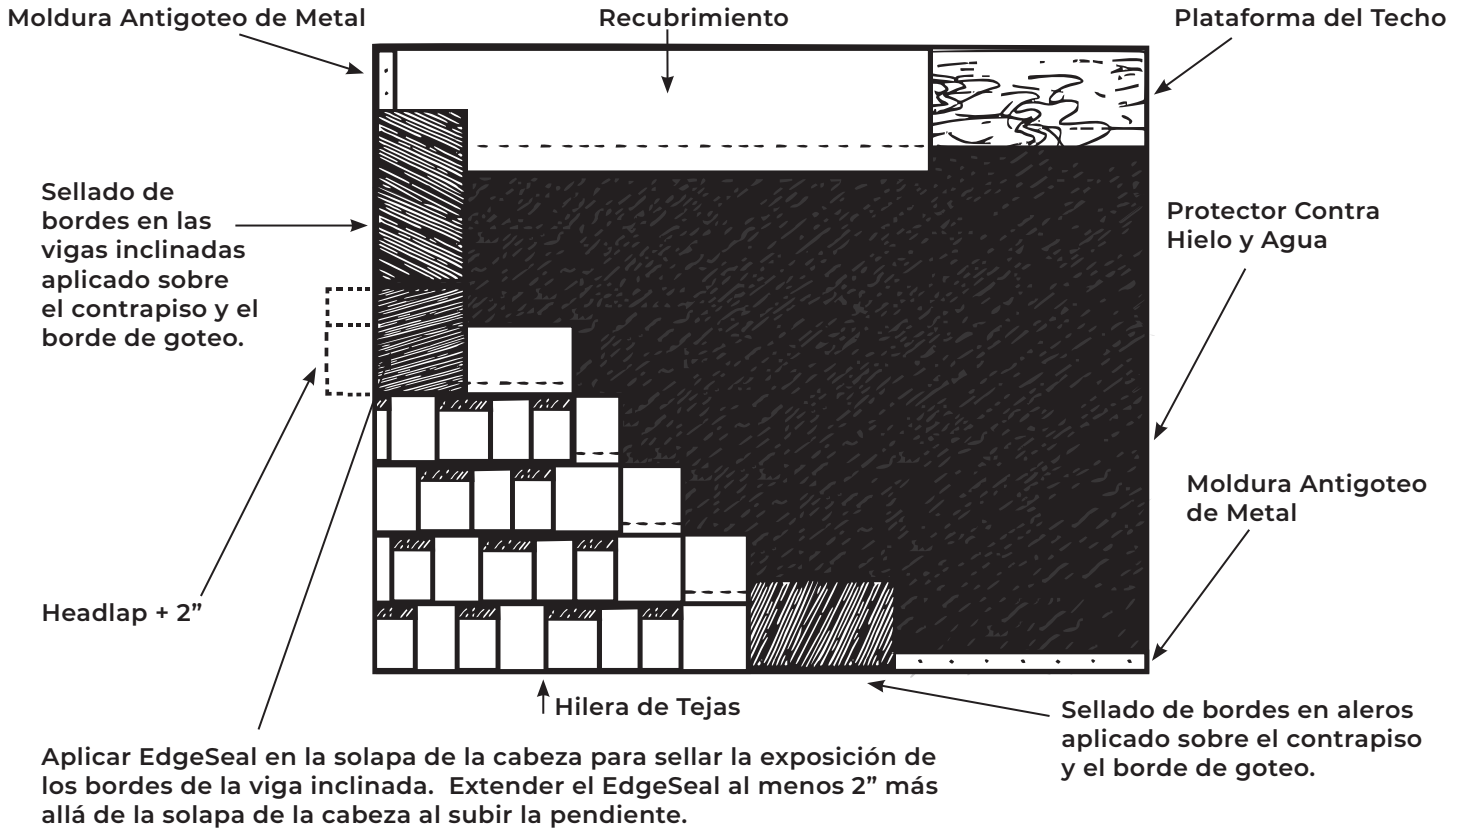 Moldura Antigoteo de Metal
Recubrimiento
Plataforma del Techo
Sellado de
bordes en las
vigas inclinadas
aplicado sobre
el contrapiso y el
borde de goteo.
Protector Contra
Hielo y Agua
Moldura Antigoteo
de Metal
Headlap + 2”
Hilera de Tejas
Sellado de bordes en aleros
aplicado sobre el contrapiso
y el borde de goteo.
Aplicar EdgeSeal en la solapa de la cabeza para sellar la exposición de
los bordes de la viga inclinada.  Extender el EdgeSeal al menos 2” más
allá de la solapa de la cabeza al subir la pendiente.